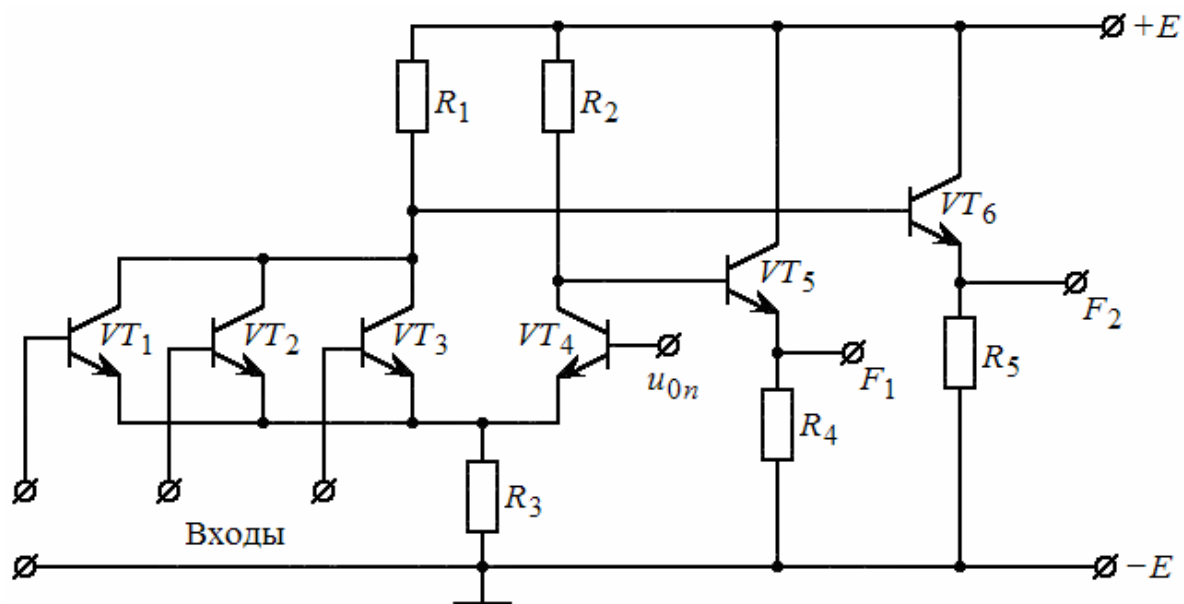 +E
R1
R2
VT6
VT5
VT1
VT2
VT3
VT4
u0n
F1
F2
R5
R4
R3
Входы
−E